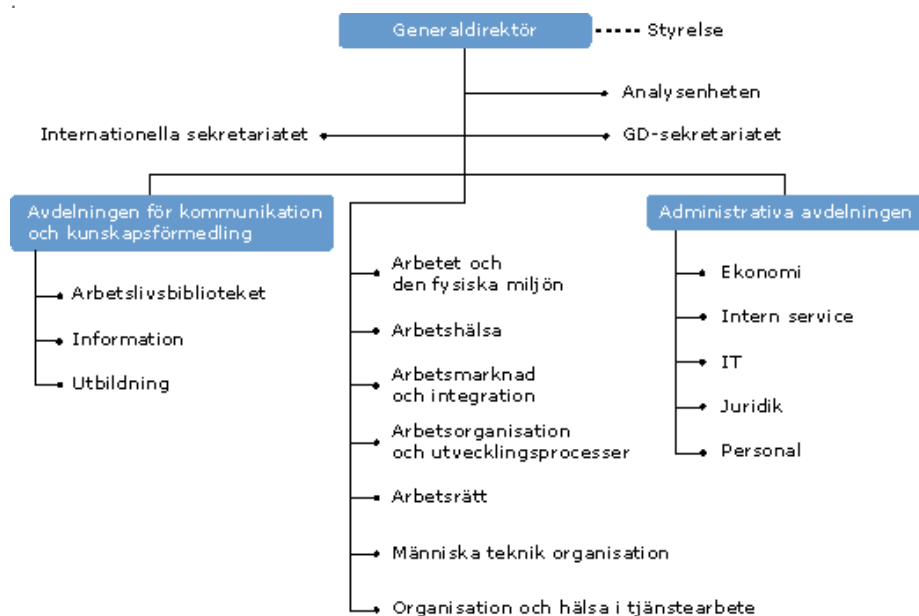 Generaldirektör
Styrelse
Analysenheten
Internationella sekretariatet
GD-sekretariatet
Avdelningen för kommunikation
och kunskapsförmedling
Arbetslivsbiblioteket
Information
Utbildning
Arbetet och
den fysiska miljön
Arbetshälsa
Arbetsmarknad
och integration
Arbetsorganisation
och utvecklingsprocesser
Arbetsrätt
Människa teknik organisation
Organisation och hälsa i tjänstearbete
Administrativa avdelningen
Ekonomi
Intern service
IT
Juridik
Personal